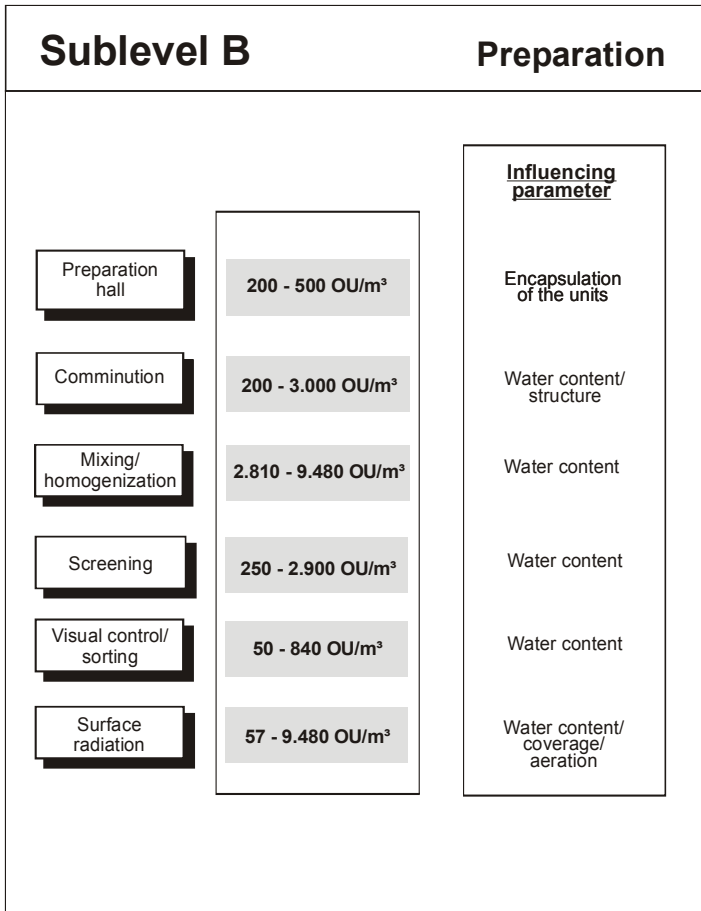 Sublevel B
Preparation
Influencing
parameter
Preparation
hall
200 - 500 OU/m³
Encapsulation
of the units
Comminution
200 - 3.000 OU/m³
Water content/
structure
Mixing/
homogenization
2.810 - 9.480 OU/m³
Water content
Screening
250 - 2.900 OU/m³
Water content
Visual control/
sorting
50 - 840 OU/m³
Water content
Surface
radiation
57 - 9.480 OU/m³
Water content/
coverage/
aeration